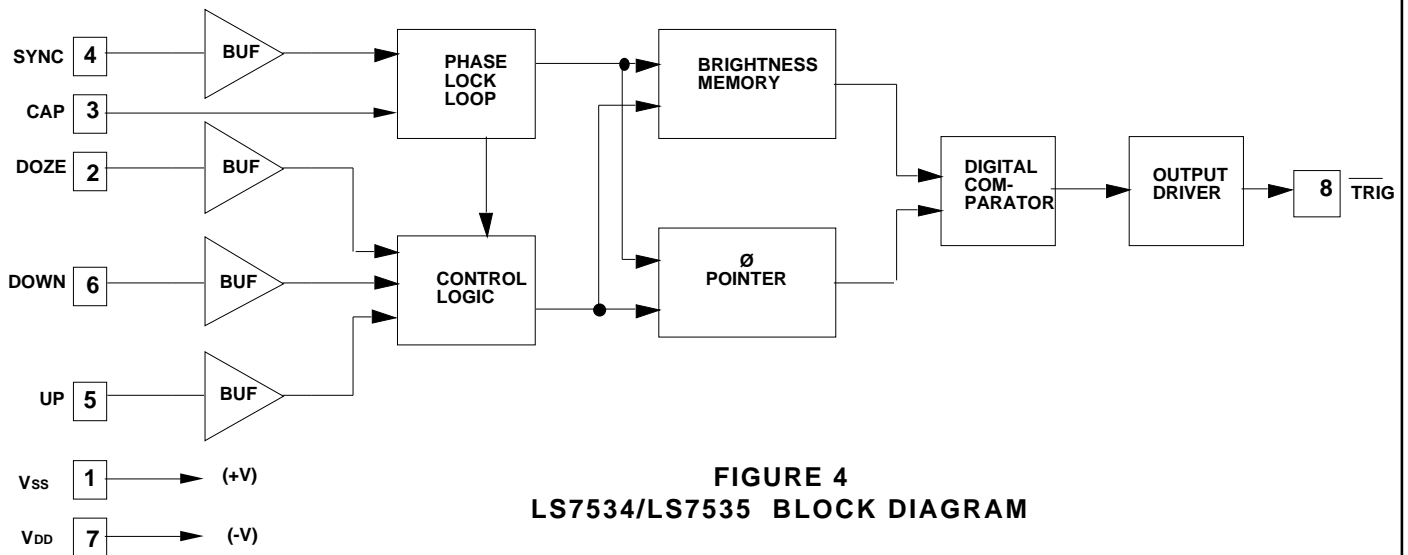 SYNC 4 BUF
PHASE
LOCK
LOOP
BRIGHTNESS
MEMORY
CAP 3
DOZE 2 BUF
DIGITAL
COM-
PARATOR
OUTPUT
DRIVER
8 TRIG
DOWN 6 BUF
CONTROL
LOGIC
Ø
POINTER
UP 5 BUF
VSS 1 (+V)
VDD 7 (-V)
FIGURE 4
LS7534/LS7535 BLOCK DIAGRAM